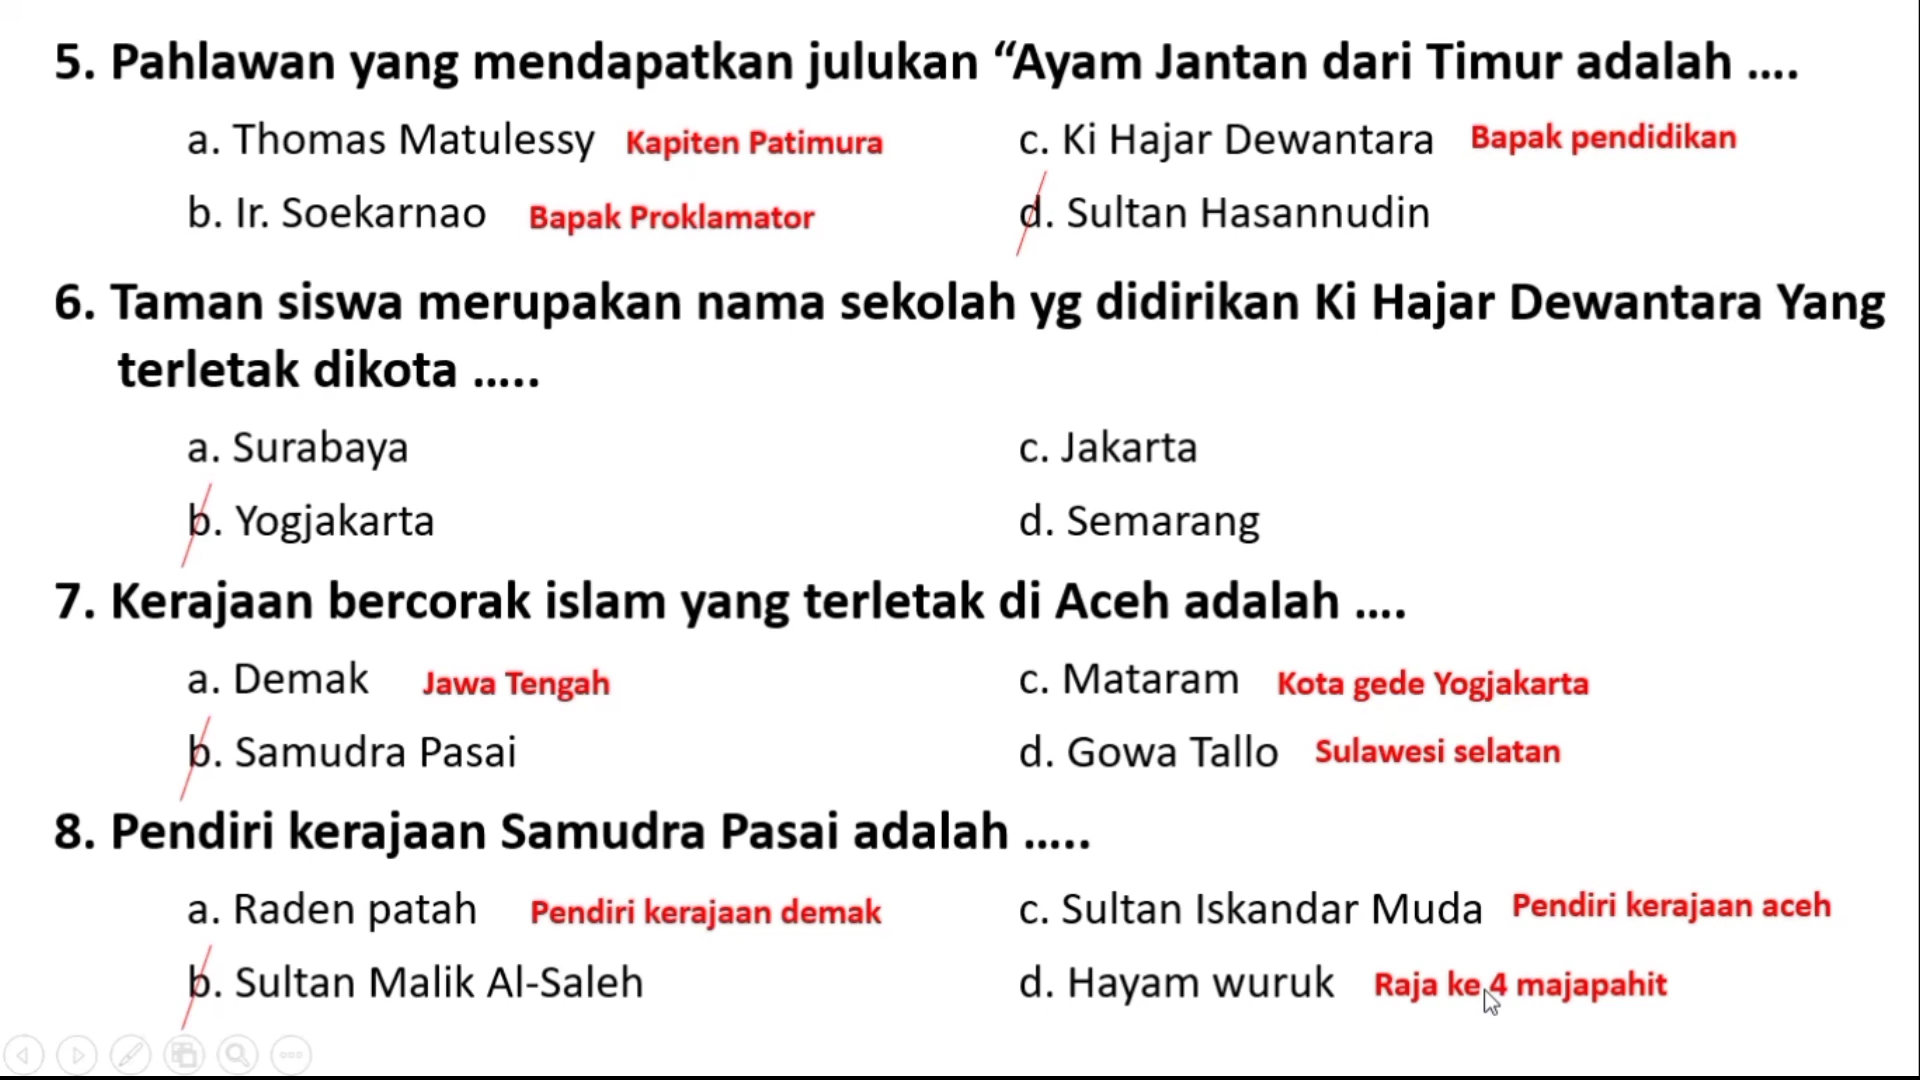 5. Pahlawan yang mendapatkan julukan “Ayam Jantan dari Timur adalah ....
a. Thomas Matulessy Kapiten Patimura c. Ki Hajar Dewantara Bapak pendidikan
b. Ir. Soekarnao Bapak Proklamator d. Sultan Hasannudin
6. Taman siswa merupakan nama sekolah yg didirikan Ki Hajar Dewantara Yang
terletak dikota .....
a. Surabaya c. Jakarta
b. Yogjakarta d. Semarang
7. Kerajaan bercorak islam yang terletak di Aceh adalah ....
a. Demak Jawa Tengah c. Mataram Kota gede Yogjakarta
b. Samudra Pasai d. Gowa Tallo Sulawesi selatan
8. Pendiri kerajaan Samudra Pasai adalah .....
a. Raden patah Pendiri kerajaan demak c. Sultan Iskandar Muda Pendiri kerajaan aceh
b. Sultan Malik Al-Saleh d. Hayam wuruk Raja ke 4 majapahit